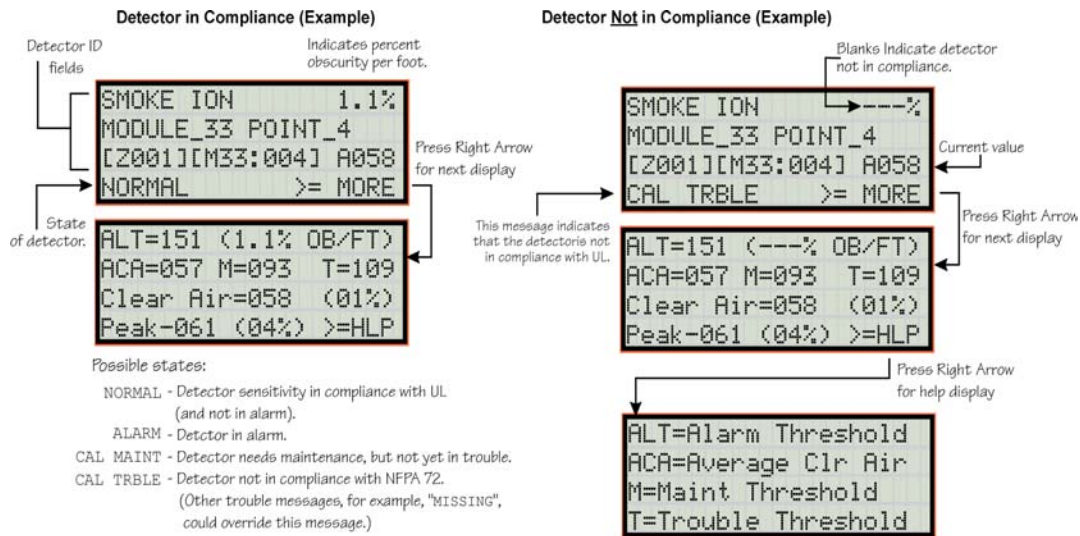 Detector in Compliance (Example)
Detector ID
fields
Indicates percent
obscurity per foot.
SMOKE ION 1.1%
MODULE_33 POINT_4
[Z001][M33:004] A058
NORMAL >= MORE
Press Right Arrow
for next display
State
of detector.
ALT=151 (1.1% OB/FT)
ACA=057 M=093 T=109
Clear Air=058 (01%)
Peak-061 (04%) >=HLP
Possible states:
NORMAL - Detector sensitivity in compliance with UL
(and not in alarm).
ALARM - Detctor in alarm.
CAL MAINT - Detector needs maintenance, but not yet in trouble.
CAL TRBLE - Detector not in compliance with NFPA 72.
(Other trouble messages, for example, "MISSING",
could override this message.)
Detector Not in Compliance (Example)
Blanks Indicate detector
not in compliance.
SMOKE ION ---%
MODULE_33 POINT_4
[Z001][M33:004] A058
CAL TRBLE >= MORE
Current value
This message indicates
that the detectoris not
in compliance with UL.
Press Right Arrow
for next display
ALT=151 (---% OB/FT)
ACA=057 M=093 T=109
Clear Air=058 (01%)
Peak-061 (04%) >=HLP
Press Right Arrow
for help display
ALT=Alarm Threshold
ACA=Average Clr Air
M=Maint Threshold
T=Trouble Threshold